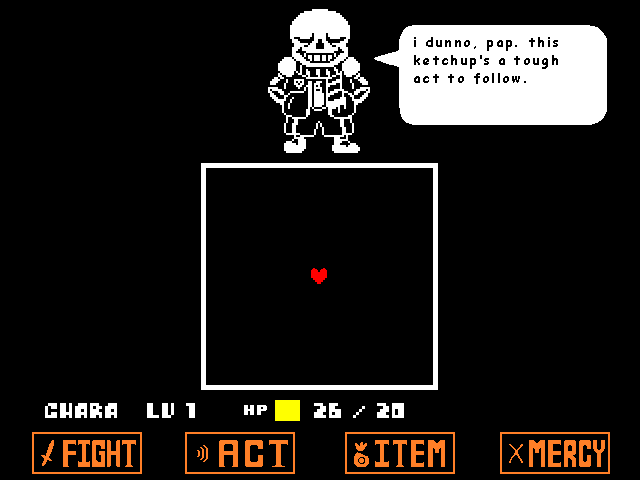 i dunno, pap. this
ketchup's a tough
act to follow.
CHARA LV 1 HP 26 / 20
FIGHT ACT ITEM MERCY